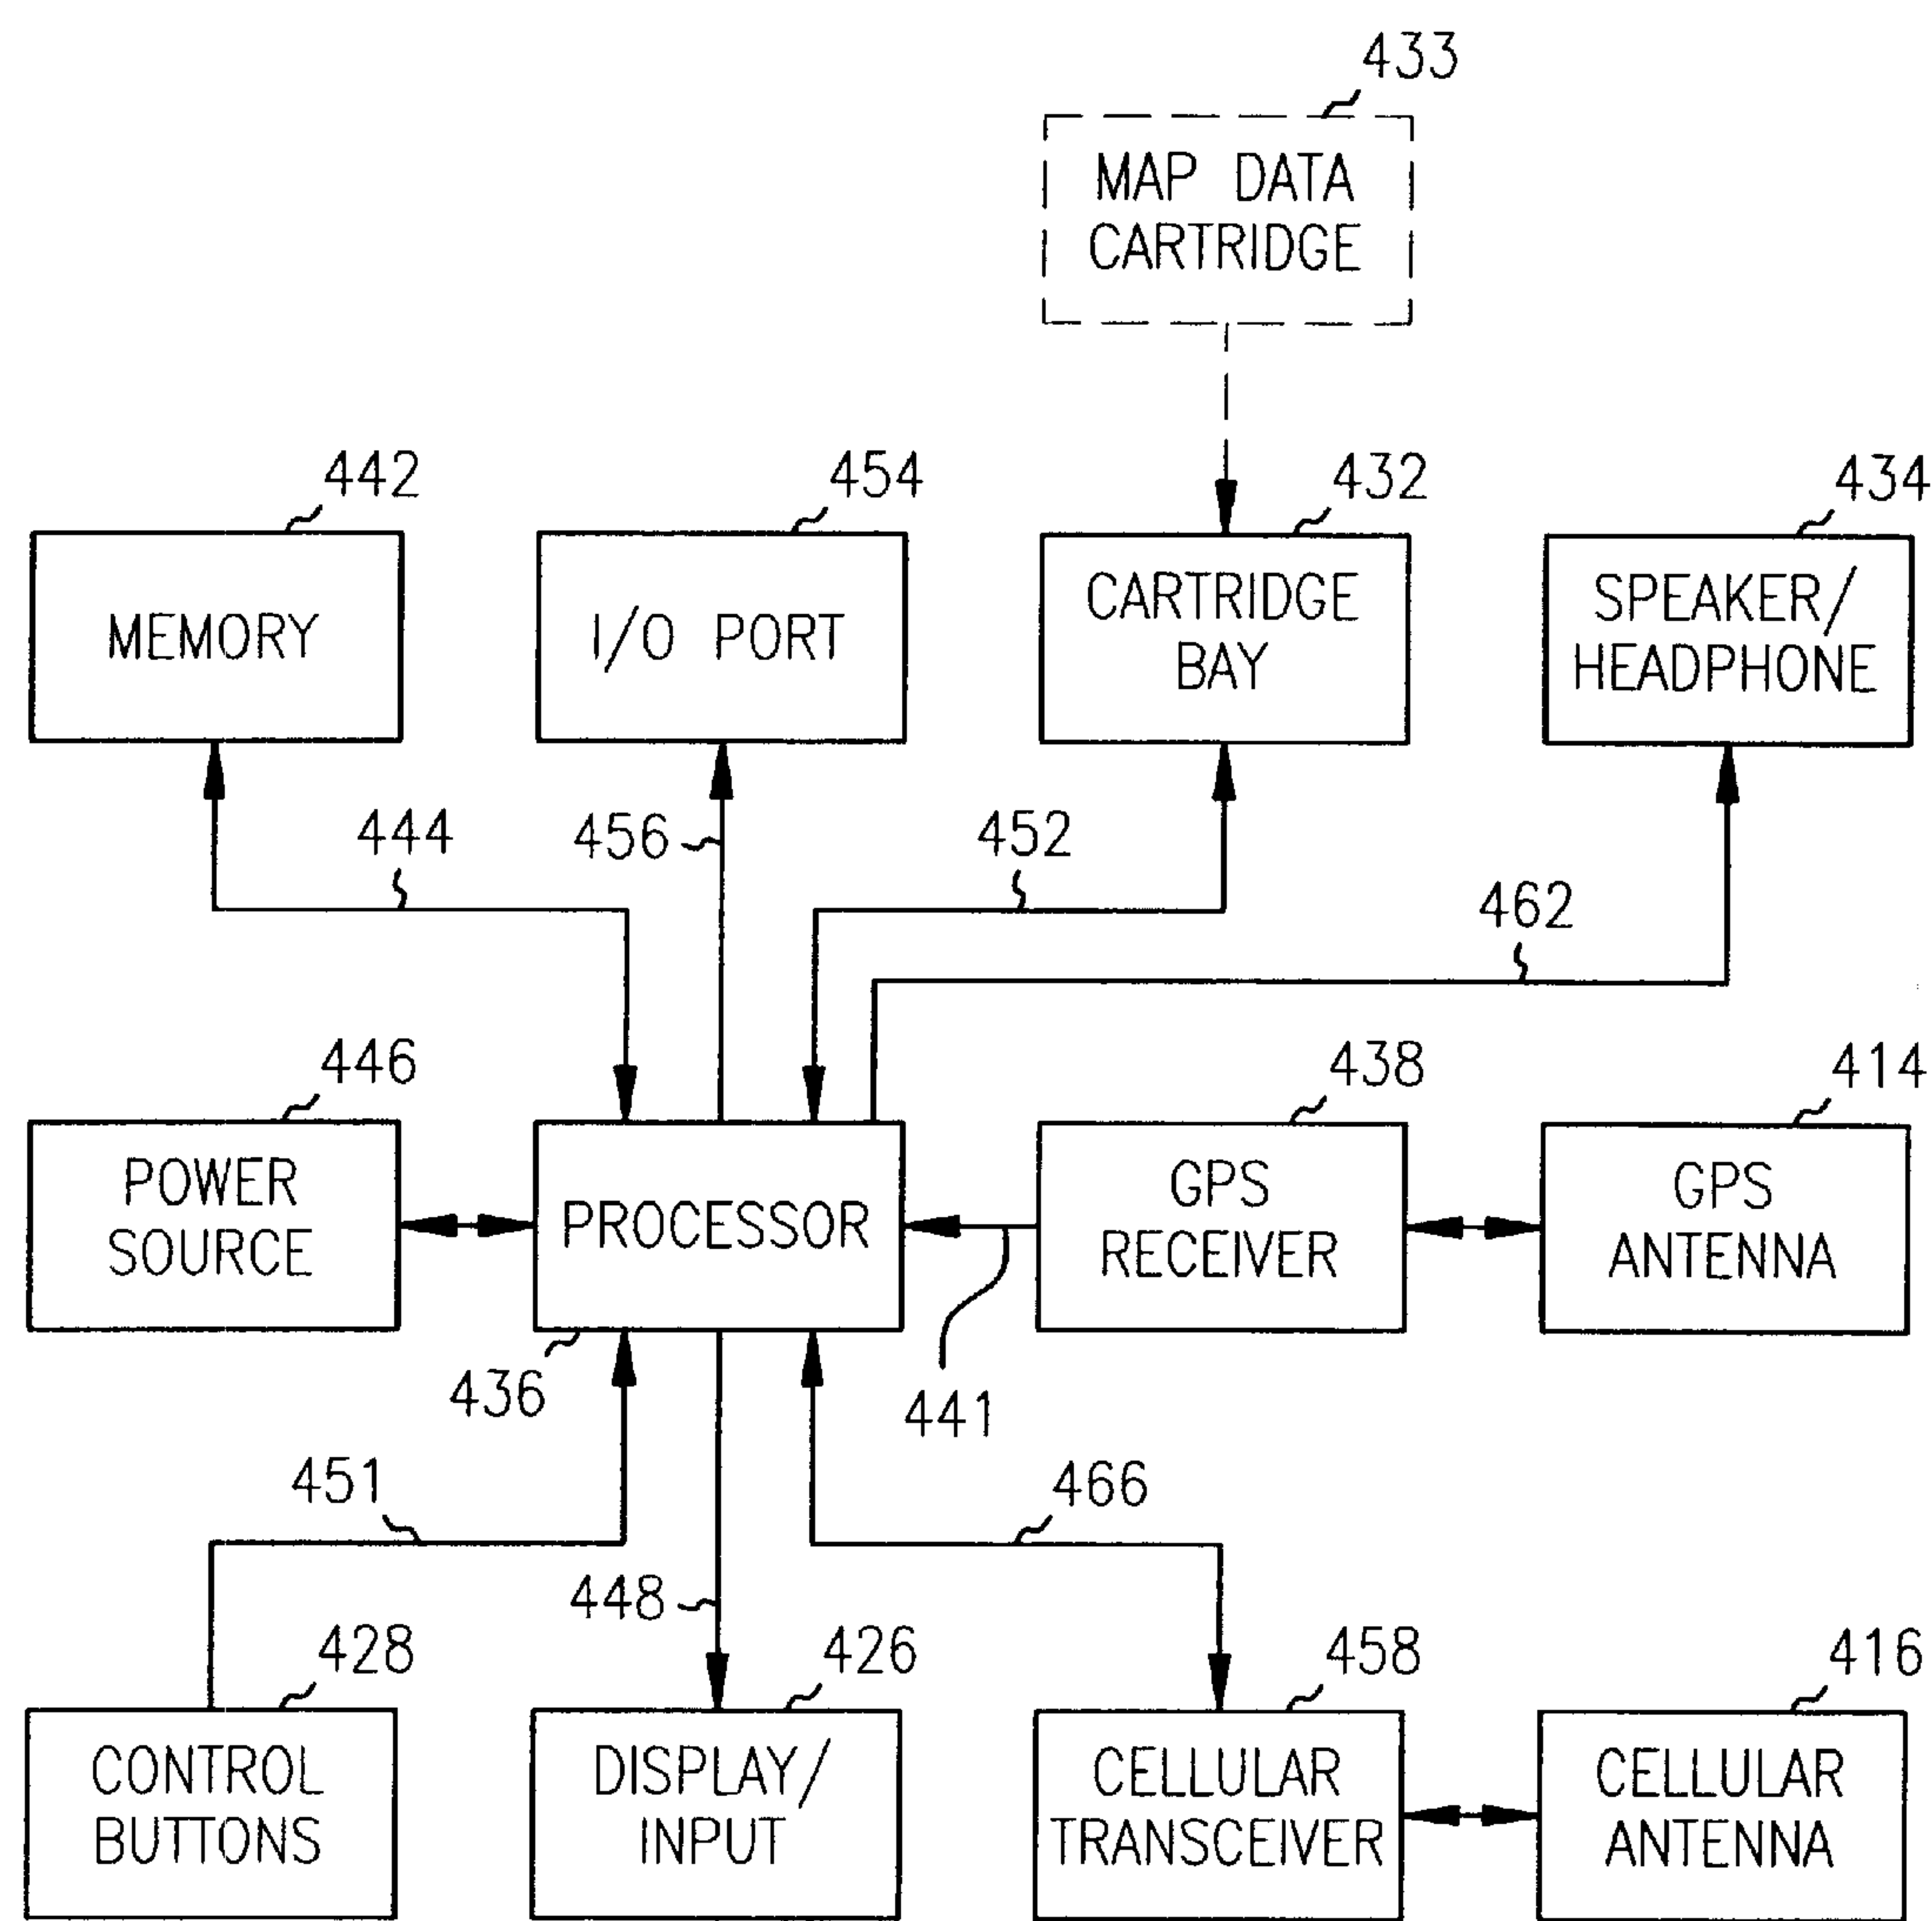 433
MAP DATA
CARTRIDGE
442
454
432
434
MEMORY
I/O PORT
CARTRIDGE
BAY
SPEAKER/
HEADPHONE
444
456
452
462
446
438
414
POWER
SOURCE
PROCESSOR
GPS
RECEIVER
GPS
ANTENNA
436
441
451
466
448
428
426
458
416
CONTROL
BUTTONS
DISPLAY/
INPUT
CELLULAR
TRANSCEIVER
CELLULAR
ANTENNA